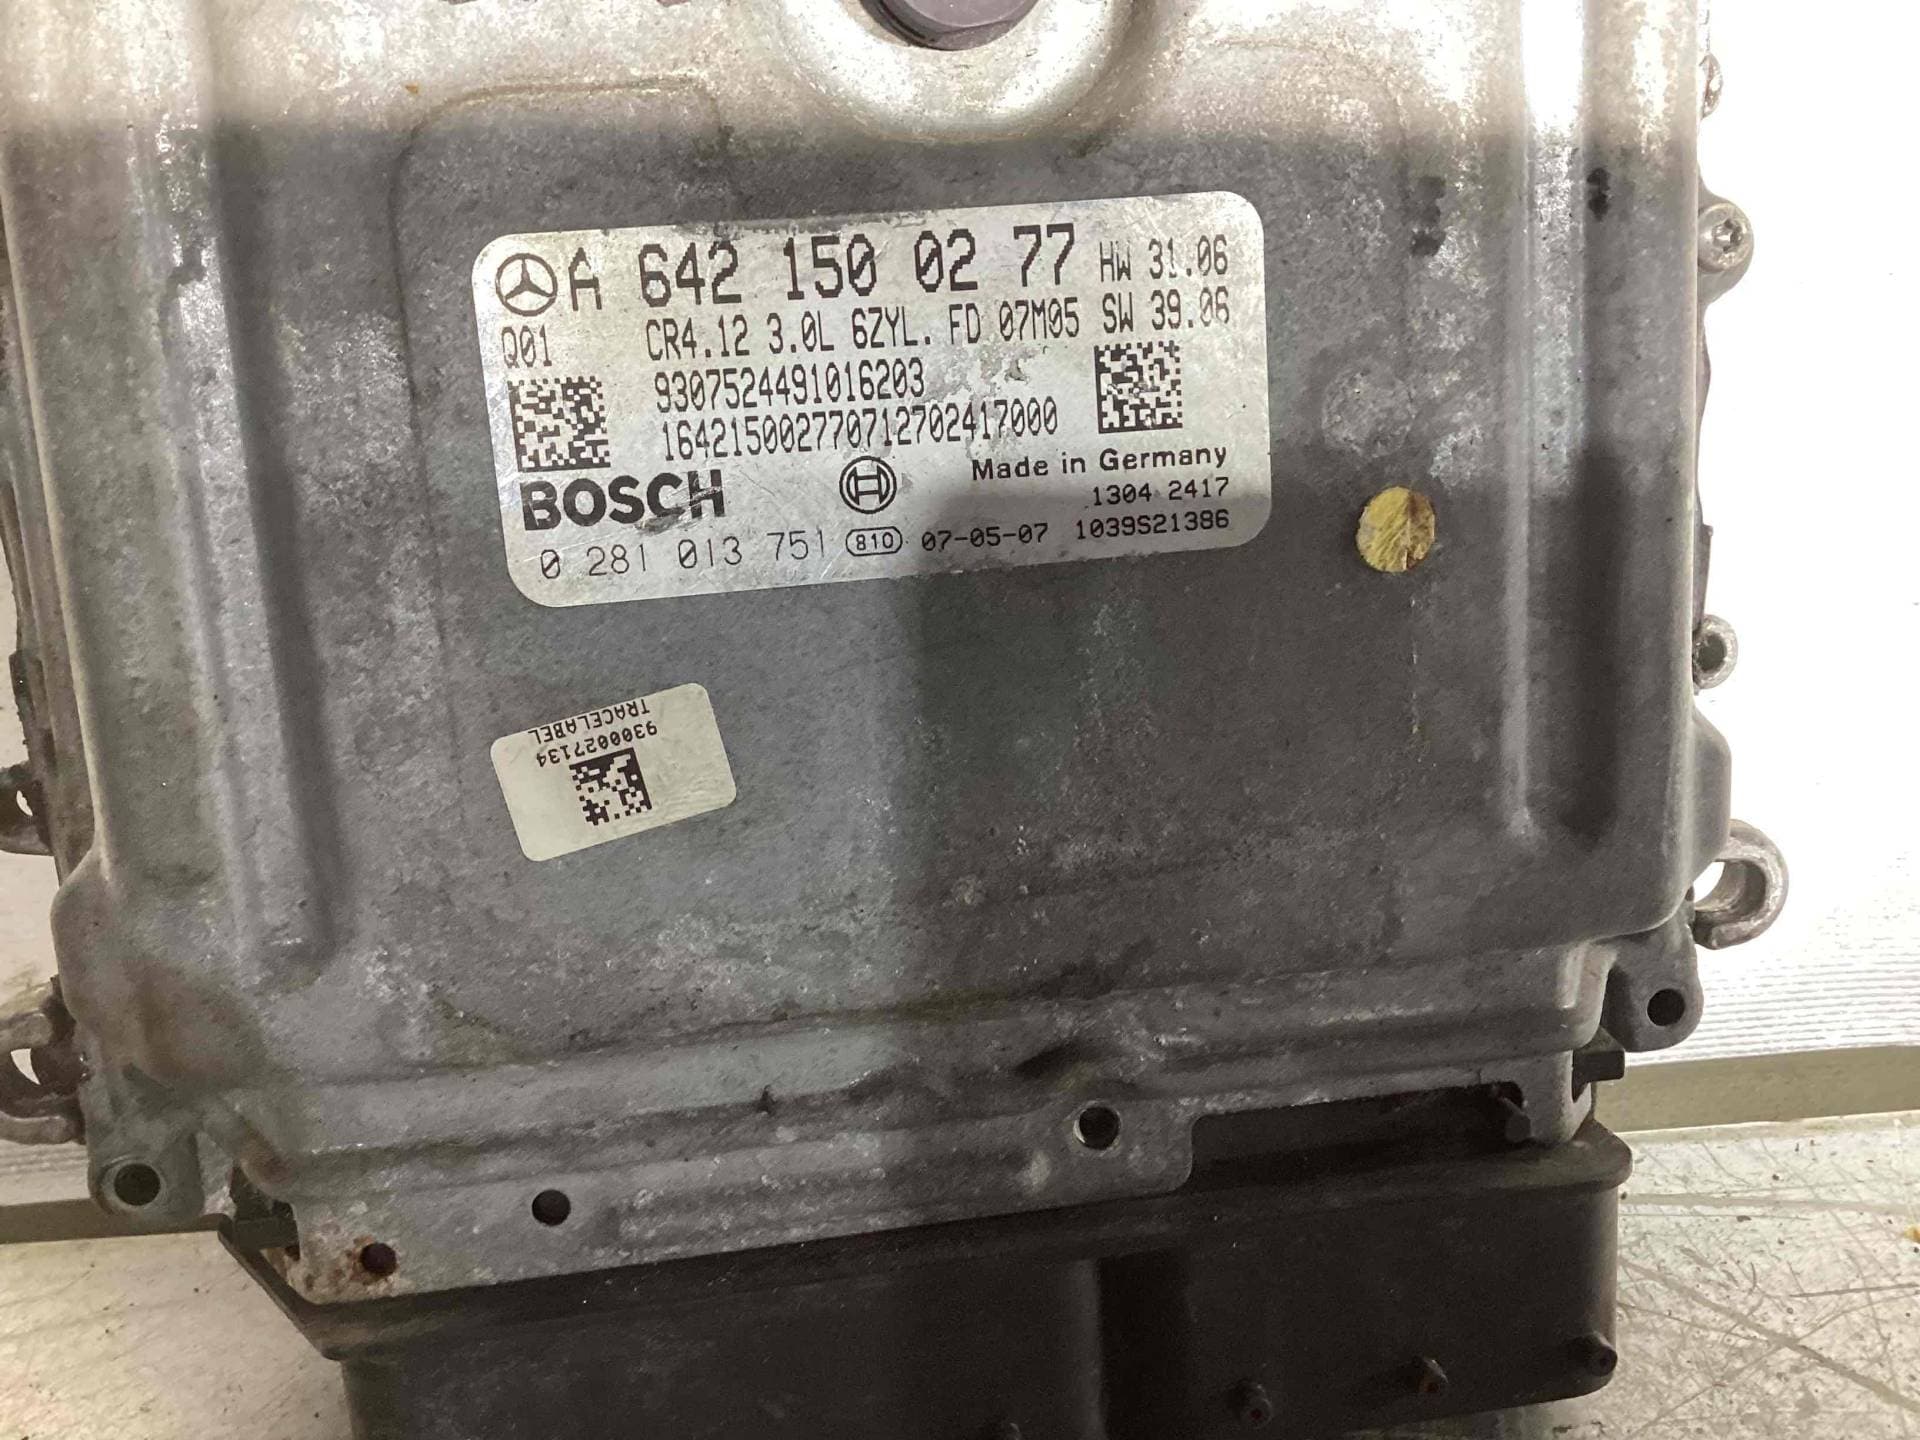 A 642 150 02 77 HW 31.06
Q01 CR4.12 3.0L 6ZYL. FD 07M05 SW 39.06
9307524491016203
164215002770712702417000
BOSCH Made in Germany
1304 2417
0 281 013 751 810 07-05-07 1039S21386
TRACELABEL
9300027134